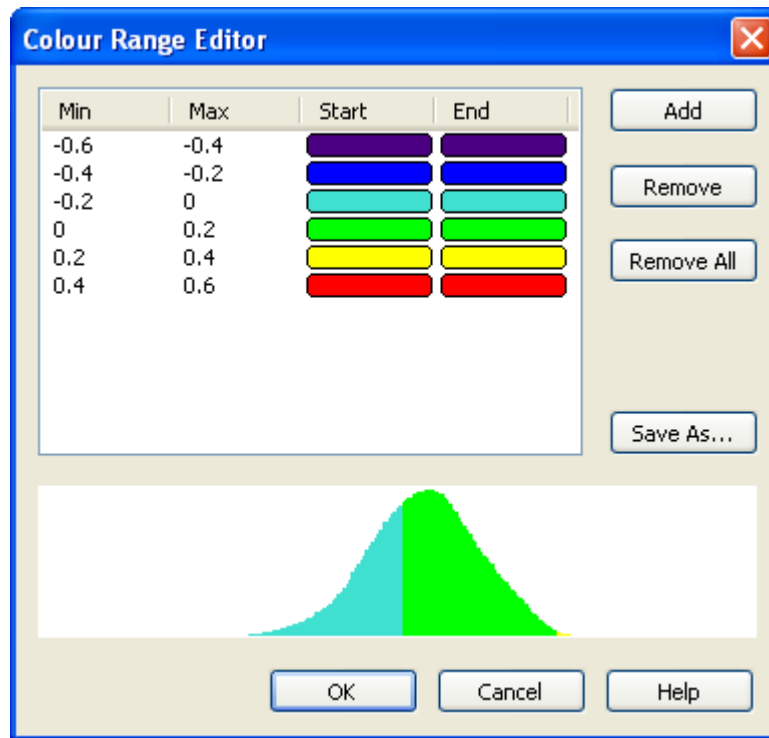 Colour Range Editor
Min Max Start End
-0.6 -0.4
-0.4 -0.2
-0.2 0
0 0.2
0.2 0.4
0.4 0.6
Add
Remove
Remove All
Save As...
OK Cancel Help